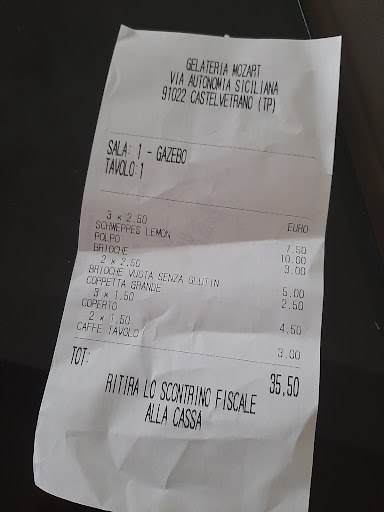 GELATERIA MOZART
VIA AUTONOMIA SICILIANA
91022 CASTELVETRANO (TP)
SALA: 1 - GAZEBO
TAVOLO:1
EURO
3 x 2.50
SCHWEPPES LEMON 7.50
POLPO 10.00
BRIOCHE 3.00
2 x 2.50
BRIOCHE VUOTA SENZA GLUTIN 5.00
COPPETTA GRANDE 2.50
3 x 1.50
COPERTO 4.50
2 x 1.50
CAFFE TAVOLO 3.00
TOT: 35,50
RITIRA LO SCONTRINO FISCALE
ALLA CASSA